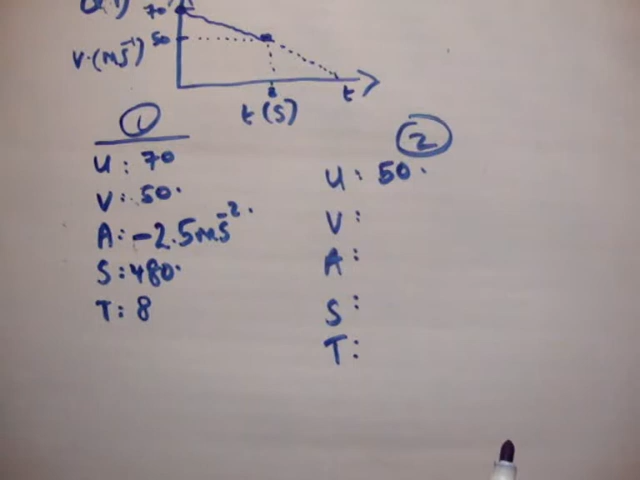 70
V·(ms⁻¹) 50
8
t
t (s)
①
U: 70
V: 50·
A: -2.5ms⁻²·
S: 480·
T: 8
②
U: 50·
V:
A:
S:
T: